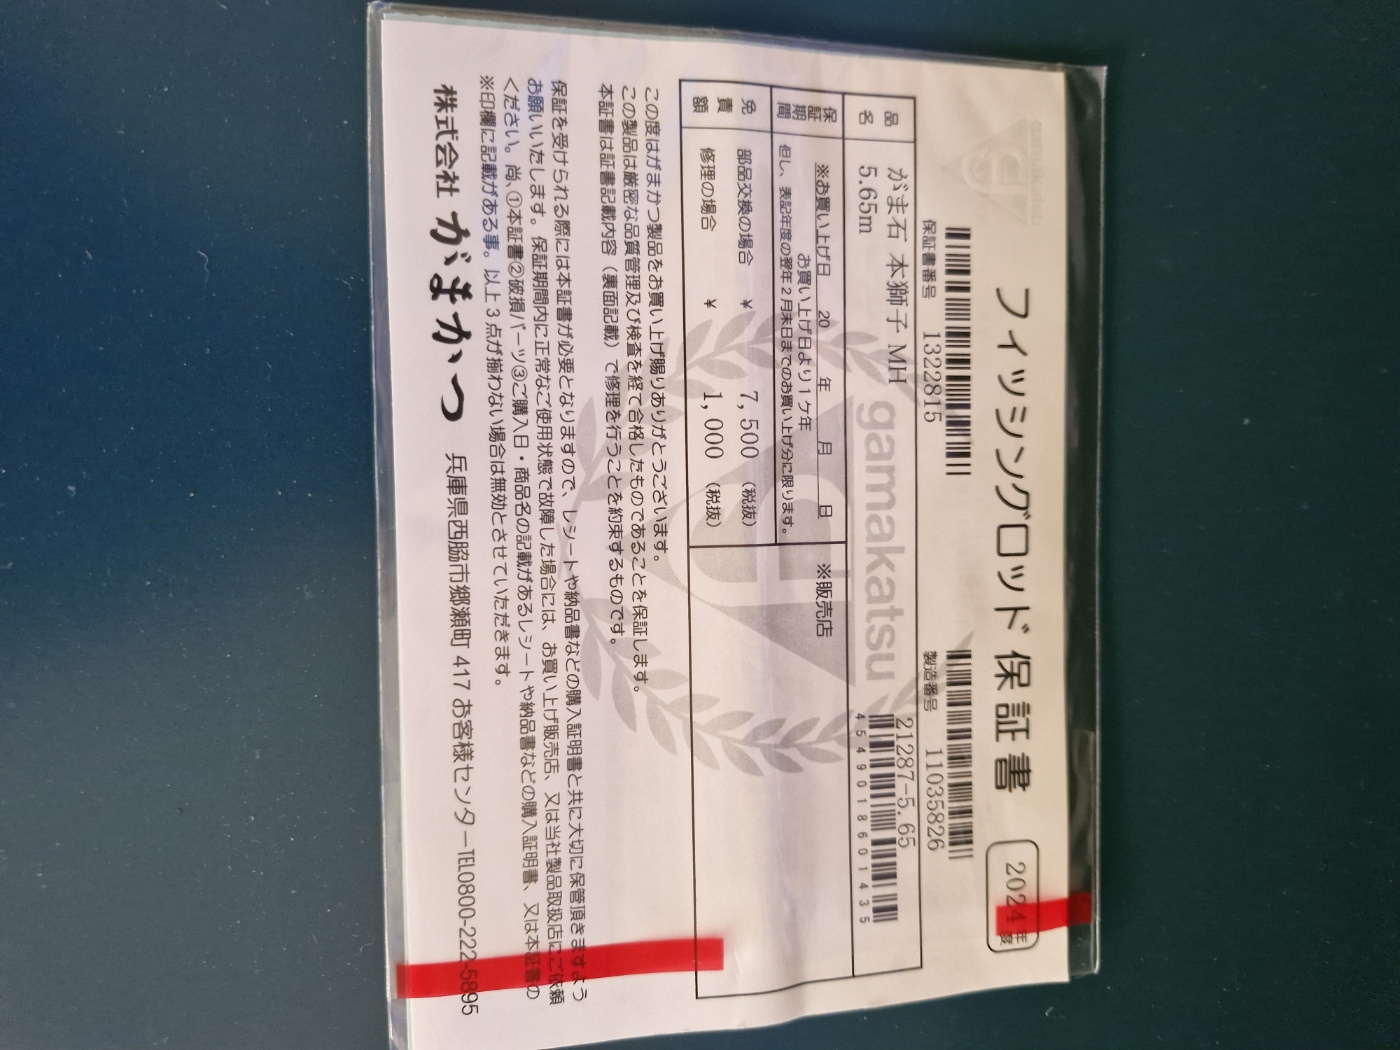 フィッシングロッド保証書
2024年度
保証書番号 1322815
製造番号 11035826
品名
がま石 本獅子 MH
5.65m
21287-5.65
4549018601435
保証期間
※お買い上げ日 20 年 月 日
お買い上げ日より1ケ年
但し、表記年度の翌年2月末日までのお買い上げ分に限ります。
※販売店
免責額
部品交換の場合 ¥ 7,500 (税抜)
修理の場合 ¥ 1,000 (税抜)
gamakatsu
この度はがまかつ製品をお買い上げ賜りありがとうございます。
この製品は厳密な品質管理及び検査を経て合格したものであることを保証します。
本証書は証書記載内容(裏面記載)で修理を行うことを約束するものです。
保証を受けられる際には本証書が必要となりますので、レシートや納品書などの購入証明書と共に大切に保管頂きますよう
お願いいたします。保証期間内に正常なご使用状態で故障した場合には、お買い上げ販売店、又は当社製品取扱店にご依頼
ください。尚、①本証書②破損パーツ③ご購入日・商品名の記載があるレシートや納品書などの購入証明書、又は本証書の
※印欄に記載がある事。以上3点が揃わない場合は無効とさせていただきます。
株式会社 がまかつ 兵庫県西脇市郷瀬町417 お客様センターTEL0800-222-5895